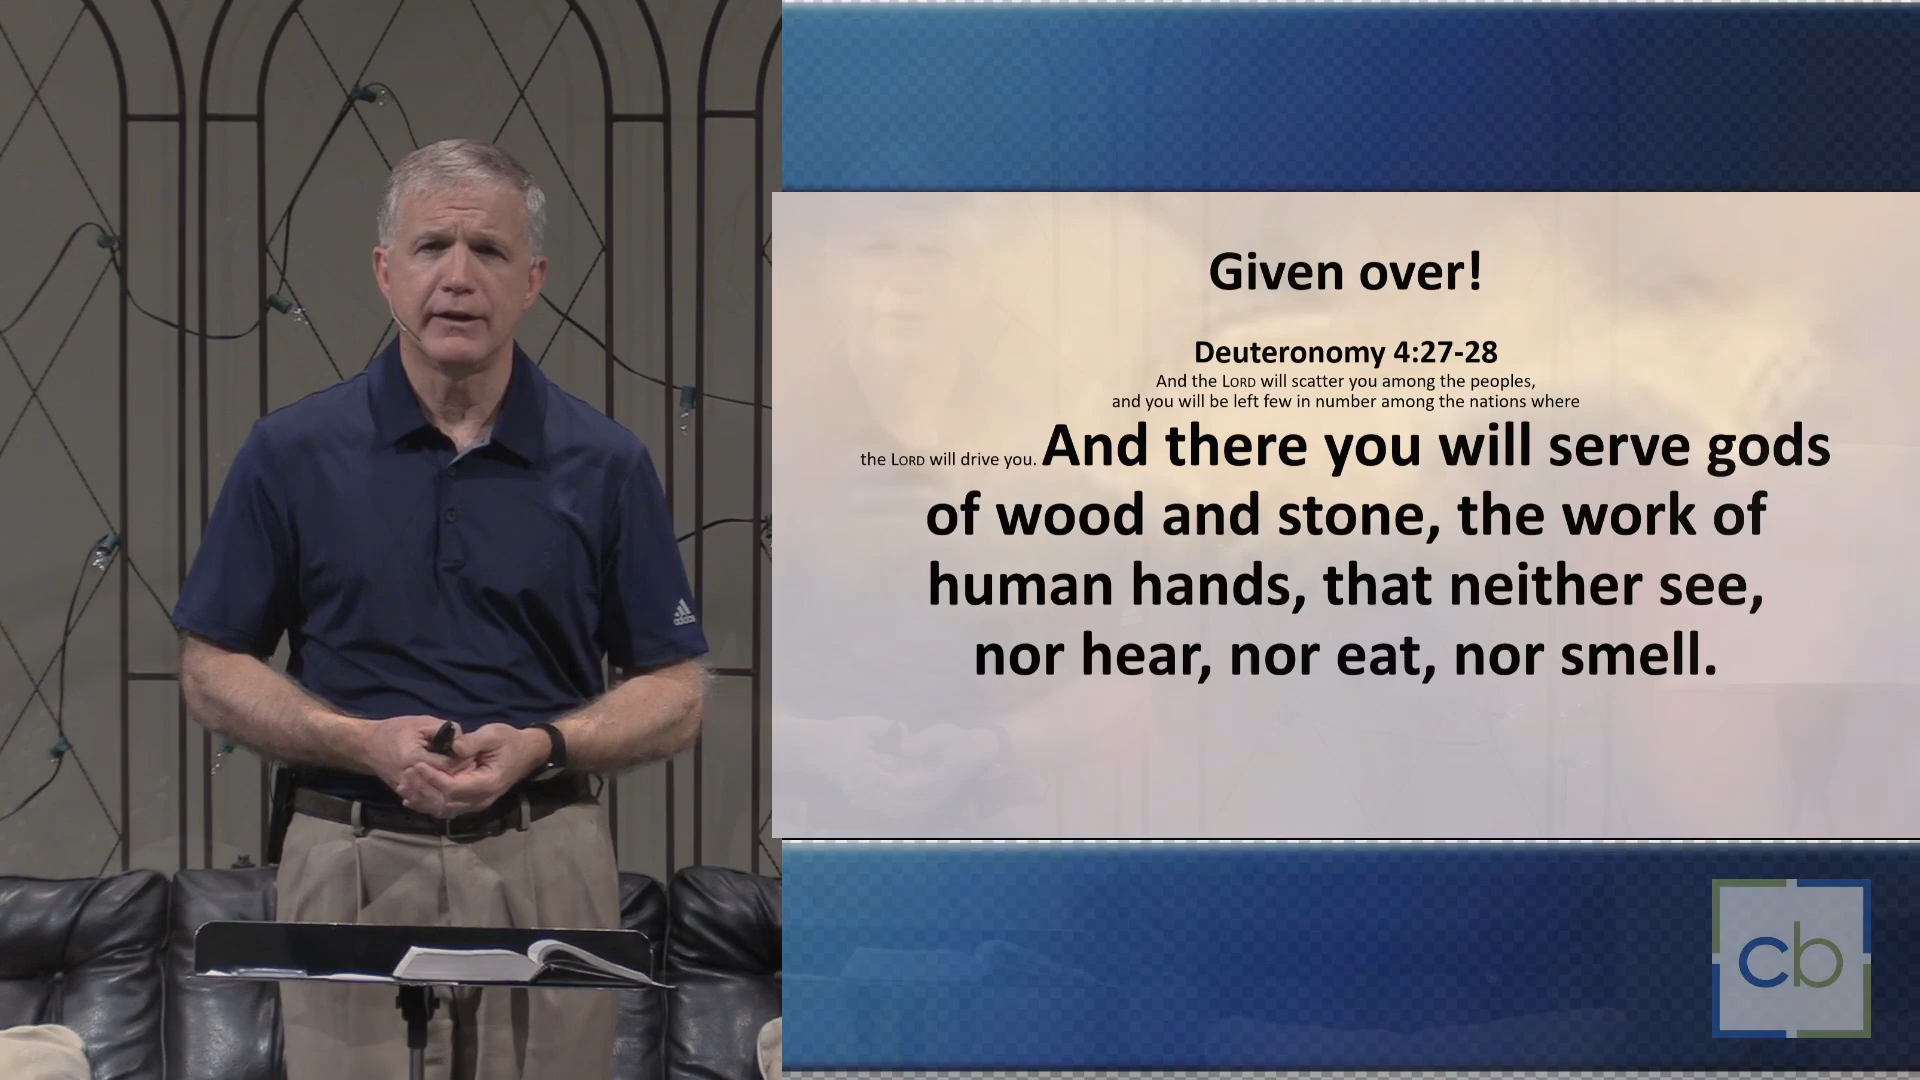 Given over!
Deuteronomy 4:27-28
And the LORD will scatter you among the peoples,
and you will be left few in number among the nations where
the LORD will drive you. And there you will serve gods
of wood and stone, the work of
human hands, that neither see,
nor hear, nor eat, nor smell.
adidas
cb